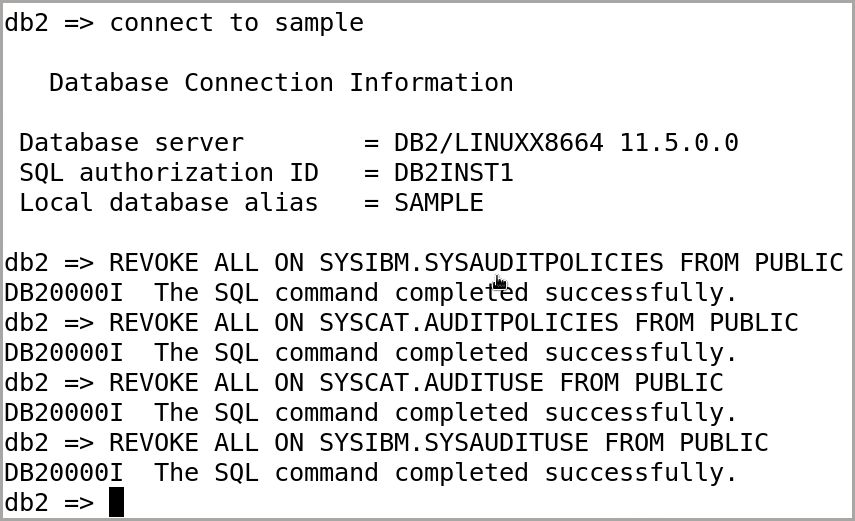 db2 => connect to sample
Database Connection Information
Database server        = DB2/LINUXX8664 11.5.0.0
SQL authorization ID   = DB2INST1
Local database alias   = SAMPLE
db2 => REVOKE ALL ON SYSIBM.SYSAUDITPOLICIES FROM PUBLIC
DB20000I  The SQL command completed successfully.
db2 => REVOKE ALL ON SYSCAT.AUDITPOLICIES FROM PUBLIC
DB20000I  The SQL command completed successfully.
db2 => REVOKE ALL ON SYSCAT.AUDITUSE FROM PUBLIC
DB20000I  The SQL command completed successfully.
db2 => REVOKE ALL ON SYSIBM.SYSAUDITUSE FROM PUBLIC
DB20000I  The SQL command completed successfully.
db2 =>